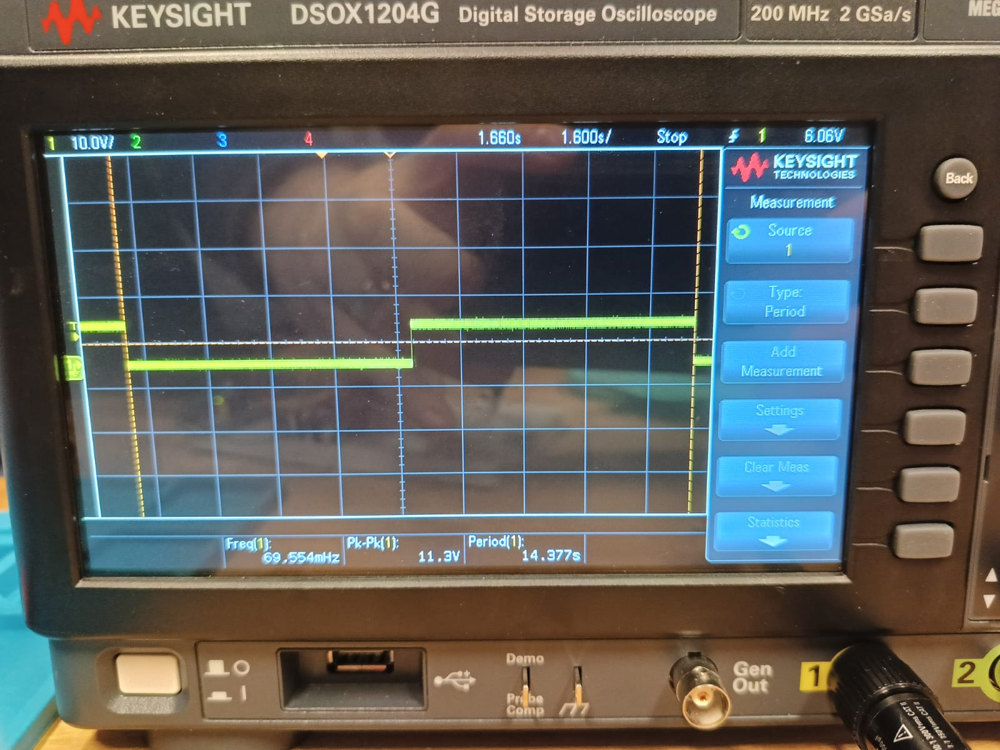 KEYSIGHT DSOX1204G Digital Storage Oscilloscope 200 MHz 2 GSa/s MEG
1 10.0V/ 2 3 4 1.660s 1.600s/ Stop 1 6.06V
KEYSIGHT
TECHNOLOGIES
Measurement
Source
1
Type:
Period
Add
Measurement
Settings
Clear Meas
Statistics
Back
T
Freq(1):
69.554mHz
Pk-Pk(1):
11.3V
Period(1):
14.377s
Demo
Probe
Comp
Gen
Out
1
2